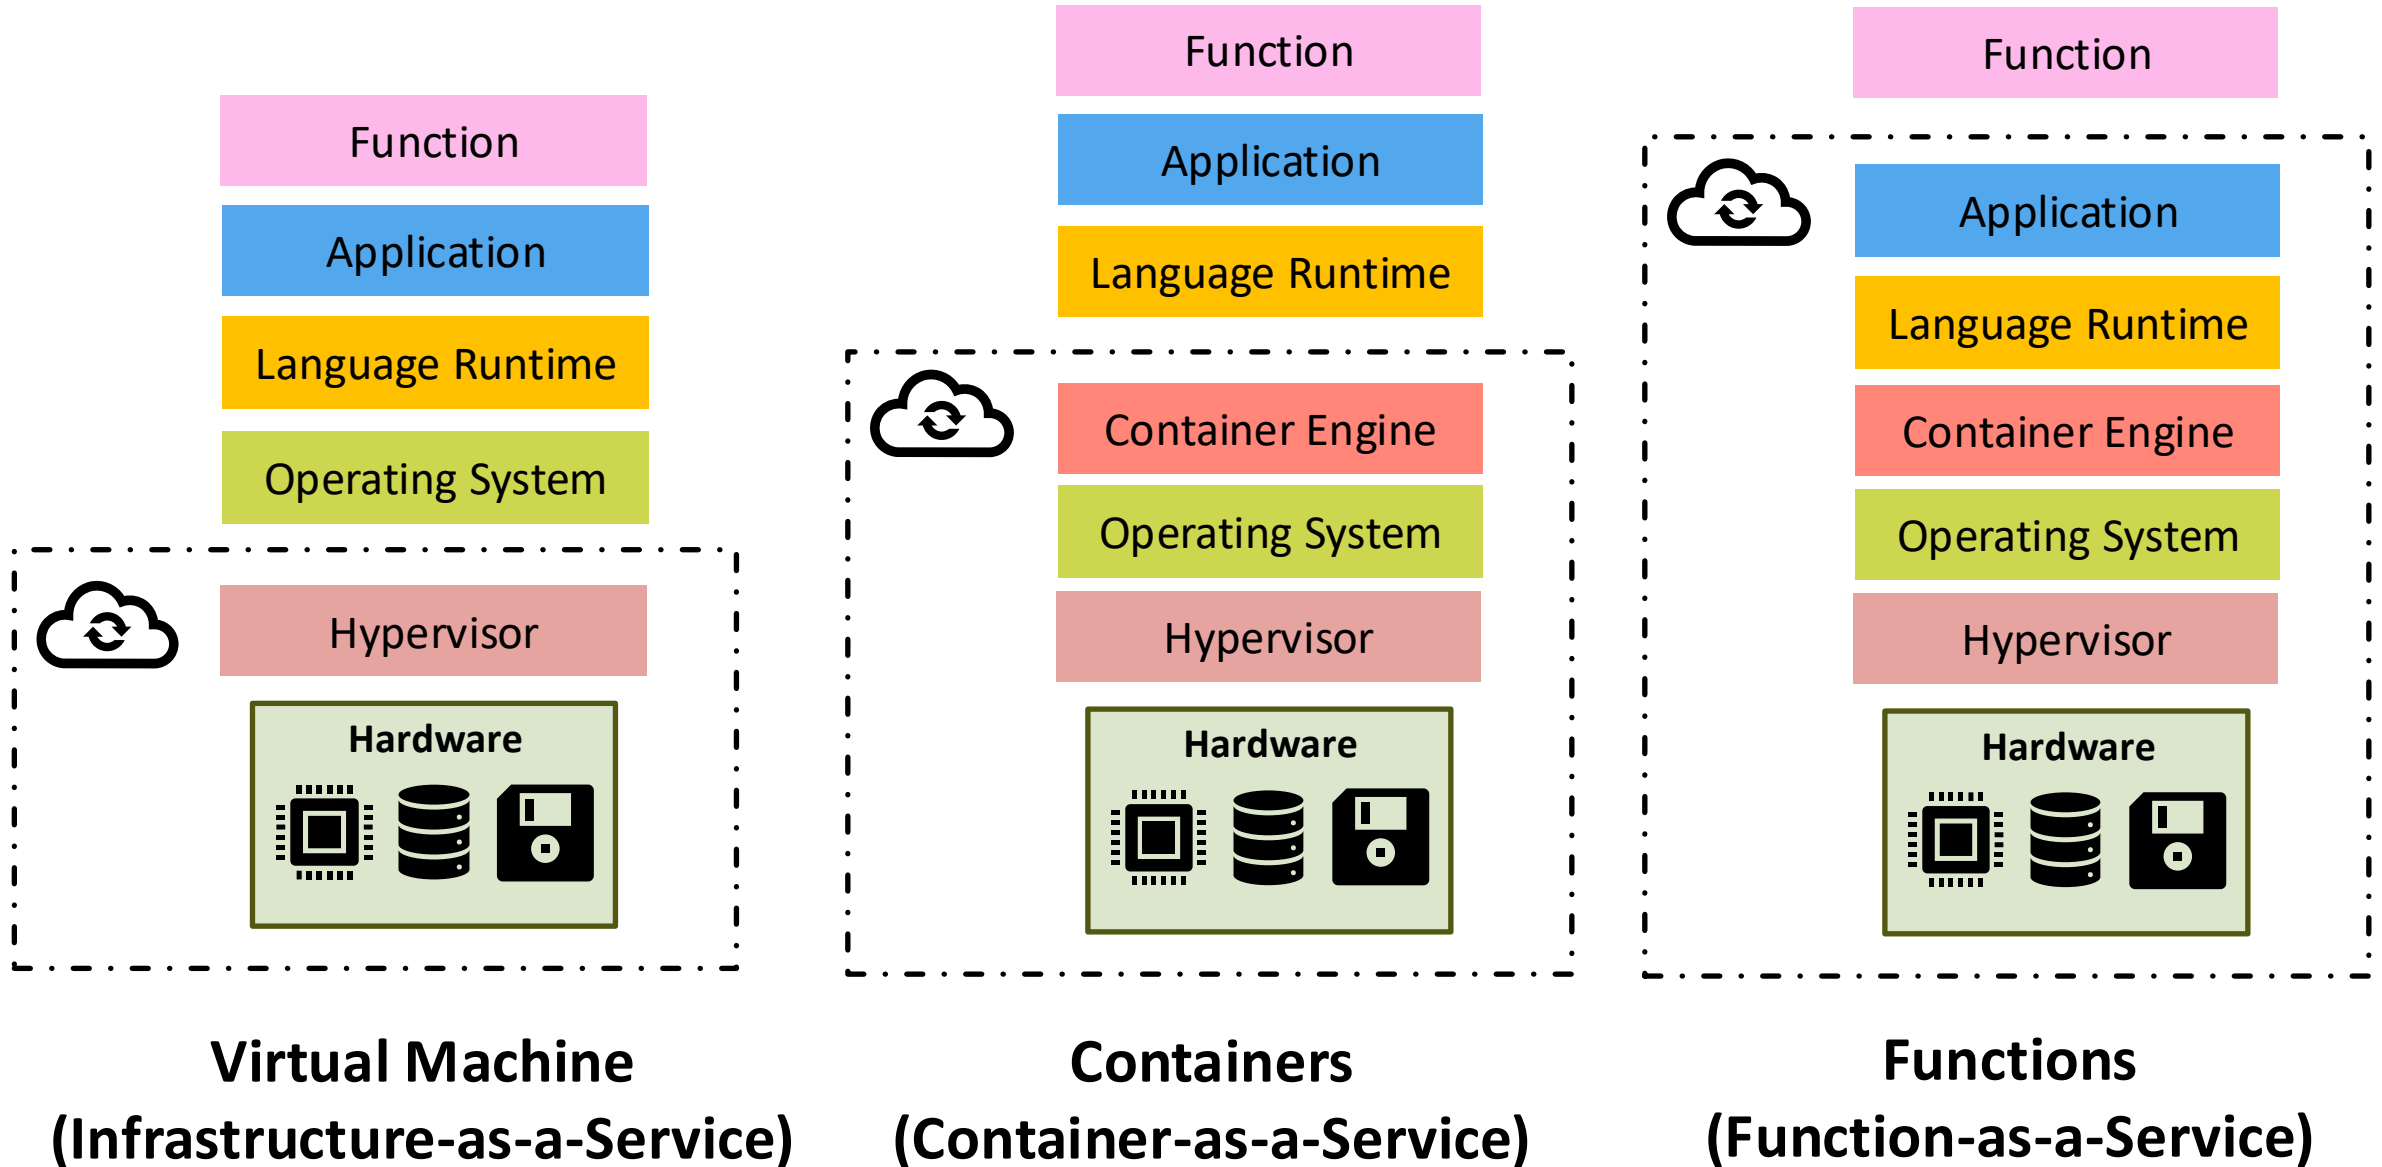 Function
Application
Language Runtime
Operating System
Hypervisor
Hardware
Virtual Machine
(Infrastructure-as-a-Service)
Function
Application
Language Runtime
Container Engine
Operating System
Hypervisor
Hardware
Containers
(Container-as-a-Service)
Function
Application
Language Runtime
Container Engine
Operating System
Hypervisor
Hardware
Functions
(Function-as-a-Service)